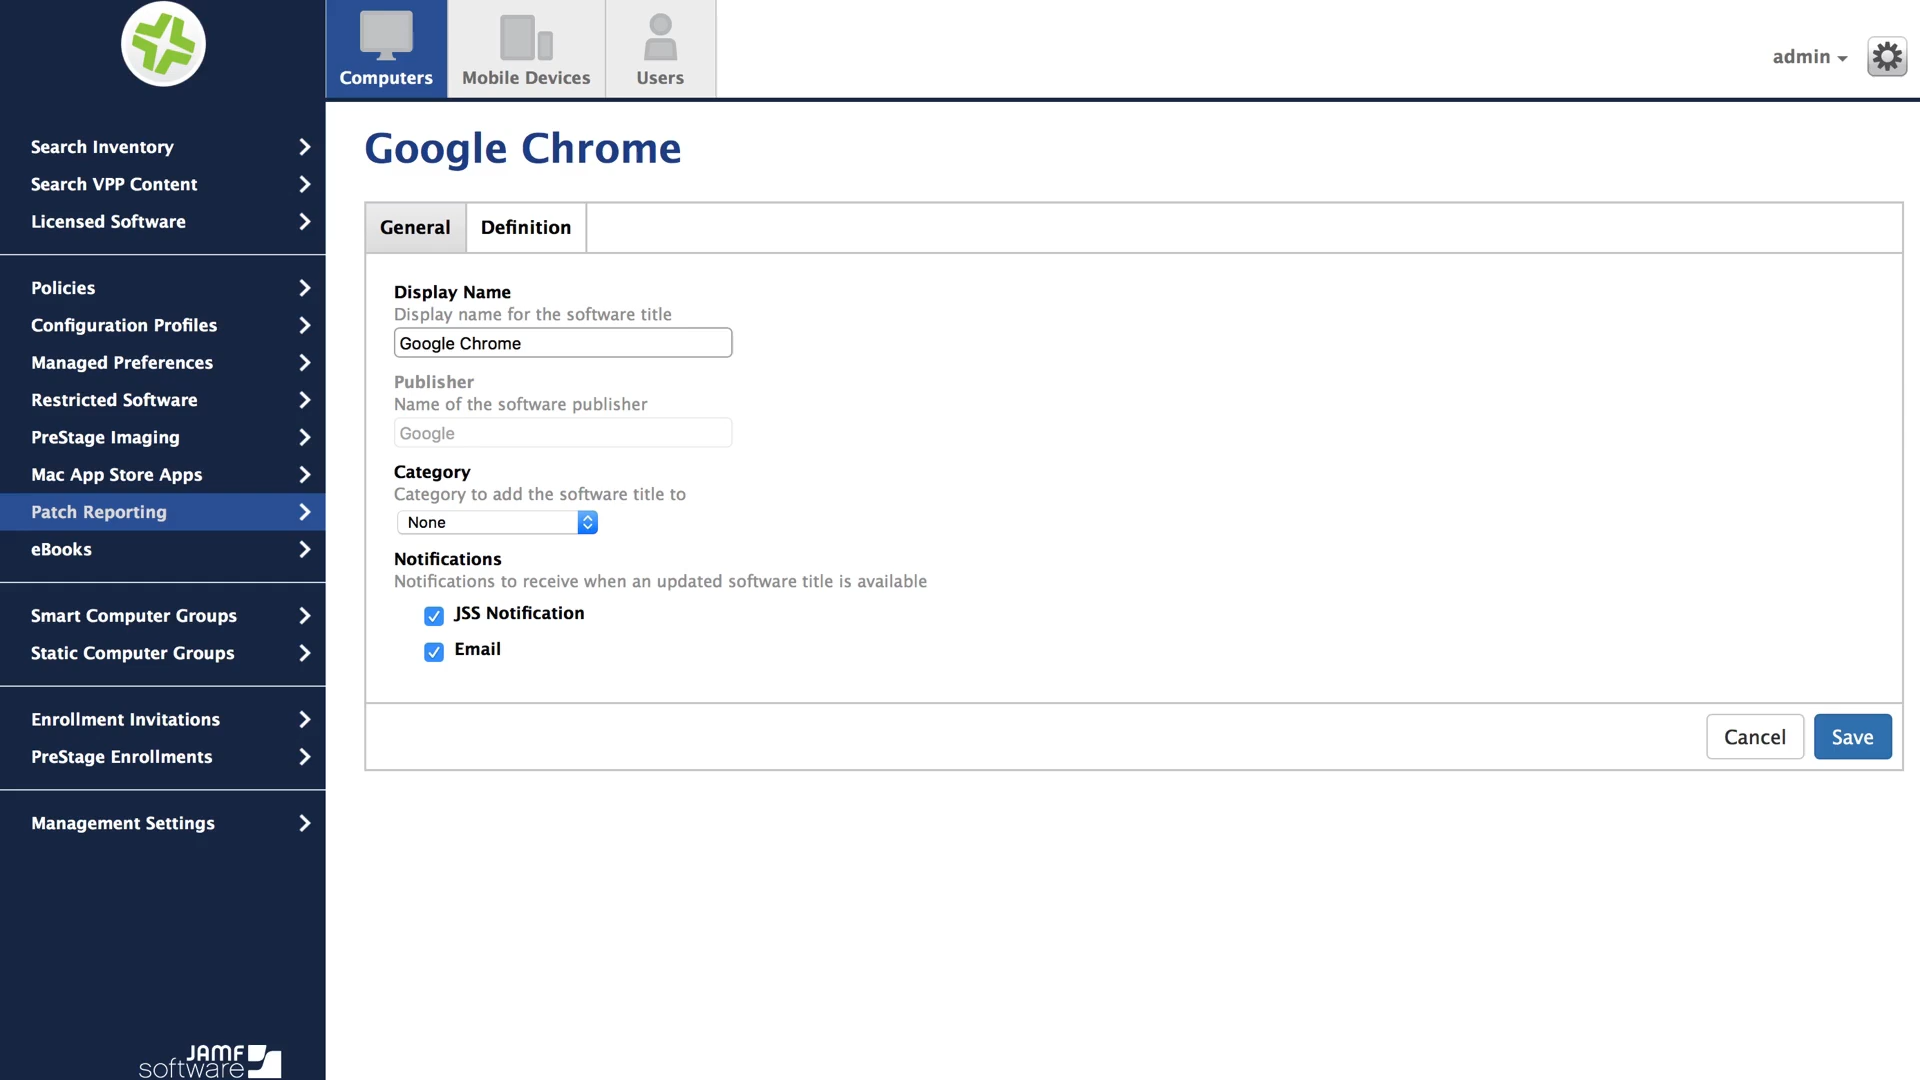 Computers
Mobile Devices
Users
admin
Search Inventory
Search VPP Content
Licensed Software
Policies
Configuration Profiles
Managed Preferences
Restricted Software
PreStage Imaging
Mac App Store Apps
Patch Reporting
eBooks
Smart Computer Groups
Static Computer Groups
Enrollment Invitations
PreStage Enrollments
Management Settings
JAMF
software
Google Chrome
General
Definition
Display Name
Display name for the software title
Google Chrome
Publisher
Name of the software publisher
Google
Category
Category to add the software title to
None
Notifications
Notifications to receive when an updated software title is available
JSS Notification
Email
Cancel
Save